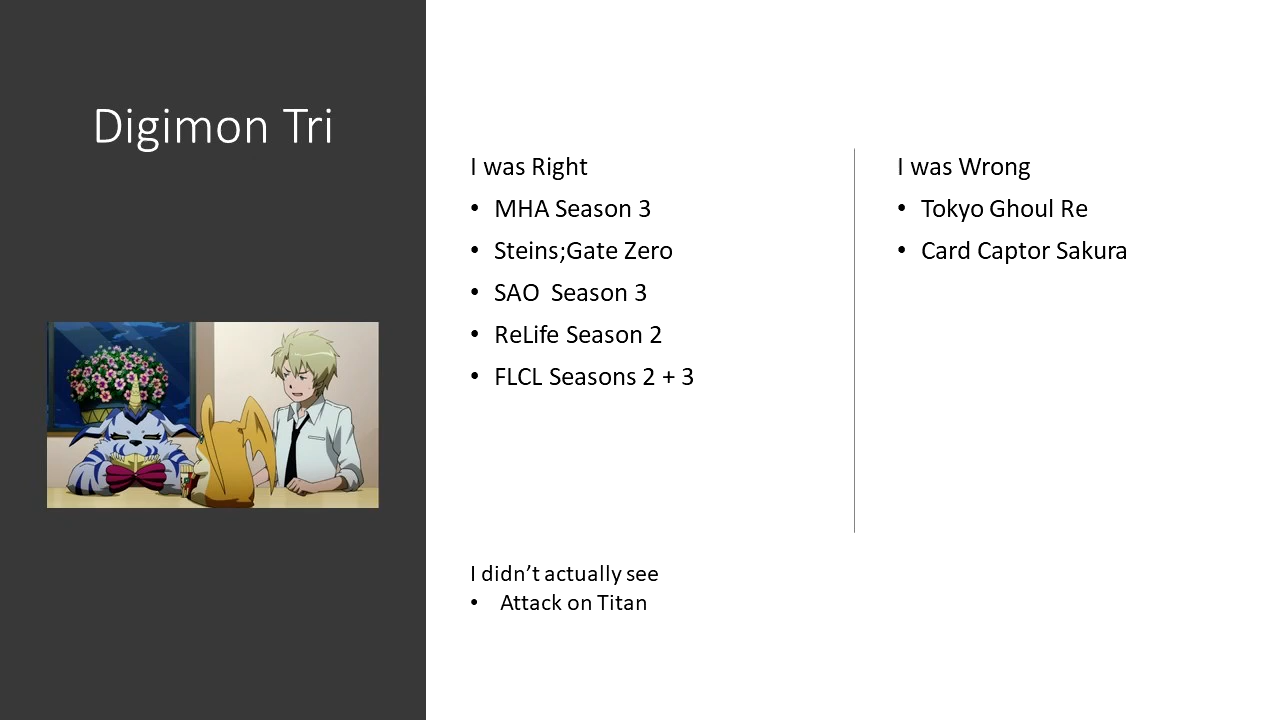 Digimon Tri
I was Right
• MHA Season 3
• Steins;Gate Zero
• SAO  Season 3
• ReLife Season 2
• FLCL Seasons 2 + 3
I was Wrong
• Tokyo Ghoul Re
• Card Captor Sakura
I didn’t actually see
• Attack on Titan